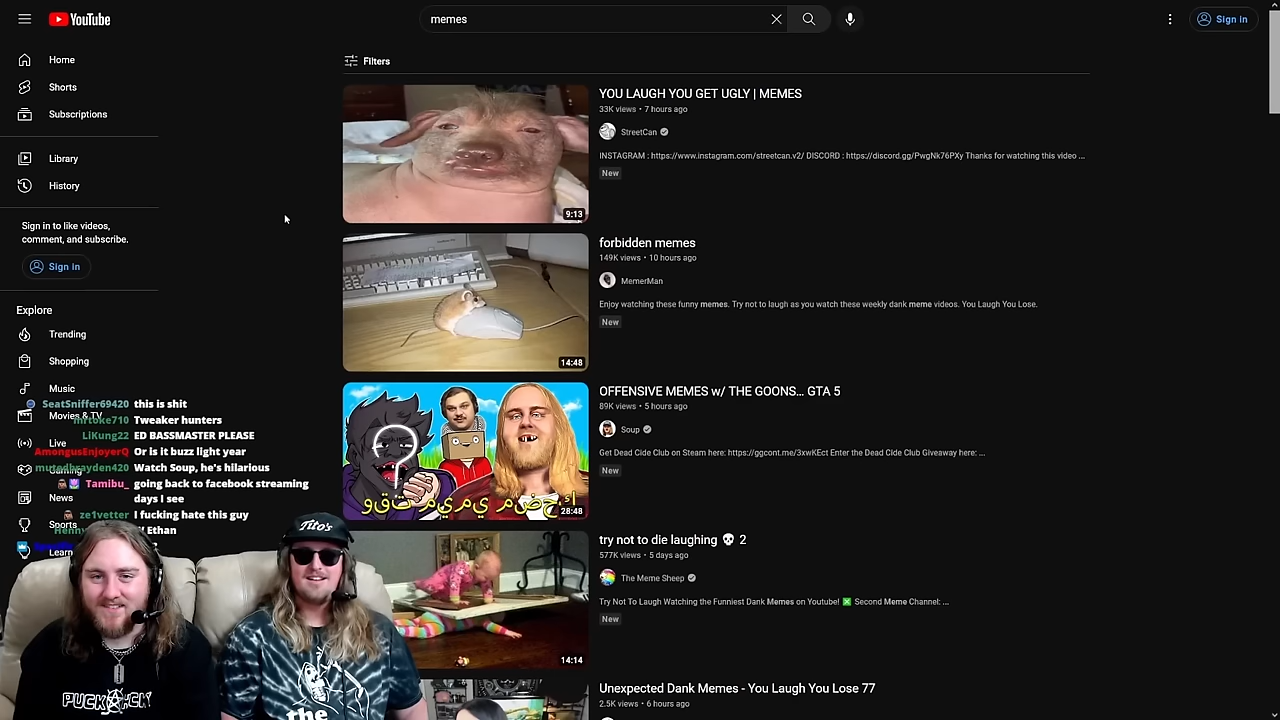 YouTube
memes
Sign in
Home
Shorts
Subscriptions
Library
History
Sign in to like videos,
comment, and subscribe.
Sign in
Explore
Trending
Shopping
Music
Movies & TV
Live
Gaming
News
Sports
Learn
Filters
YOU LAUGH YOU GET UGLY | MEMES
33K views • 7 hours ago
StreetCan
INSTAGRAM : https://www.instagram.com/streetcan.v2/ DISCORD : https://discord.gg/PwgNk76PXy Thanks for watching this video ...
New
9:13
forbidden memes
149K views • 10 hours ago
MemerMan
Enjoy watching these funny memes. Try not to laugh as you watch these weekly dank meme videos. You Laugh You Lose.
New
14:48
OFFENSIVE MEMES w/ THE GOONS... GTA 5
89K views • 5 hours ago
Soup
Get Dead Cide Club on Steam here: https://ggcont.me/3xwKEct Enter the Dead Cide Club Giveaway here: ...
New
28:48
try not to die laughing 💀 2
577K views • 5 days ago
The Meme Sheep
Try Not To Laugh Watching the Funniest Dank Memes on Youtube! ❎ Second Meme Channel: ...
New
14:14
Unexpected Dank Memes - You Laugh You Lose 77
2.5K views • 6 hours ago
SeatSniffer69420 this is shit
mrtoke710 Tweaker hunters
LiKung22 ED BASSMASTER PLEASE
AmongusEnjoyerQ Or is it buzz light year
mutedbrayden420 Watch Soup, he's hilarious
Tamibu_ going back to facebook streaming
days I see
ze1vetter I fucking hate this guy
Ethan
Tito's
the